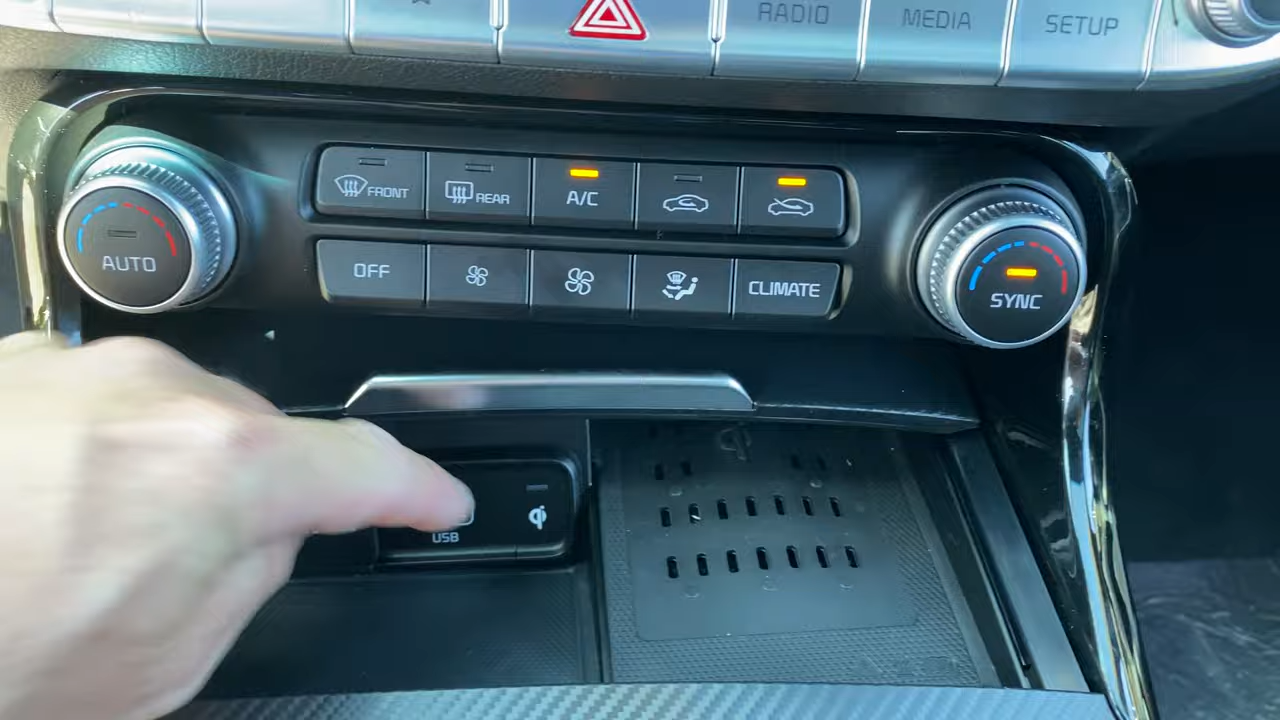 RADIO
MEDIA
SETUP
FRONT
REAR
A/C
AUTO
OFF
CLIMATE
SYNC
USB